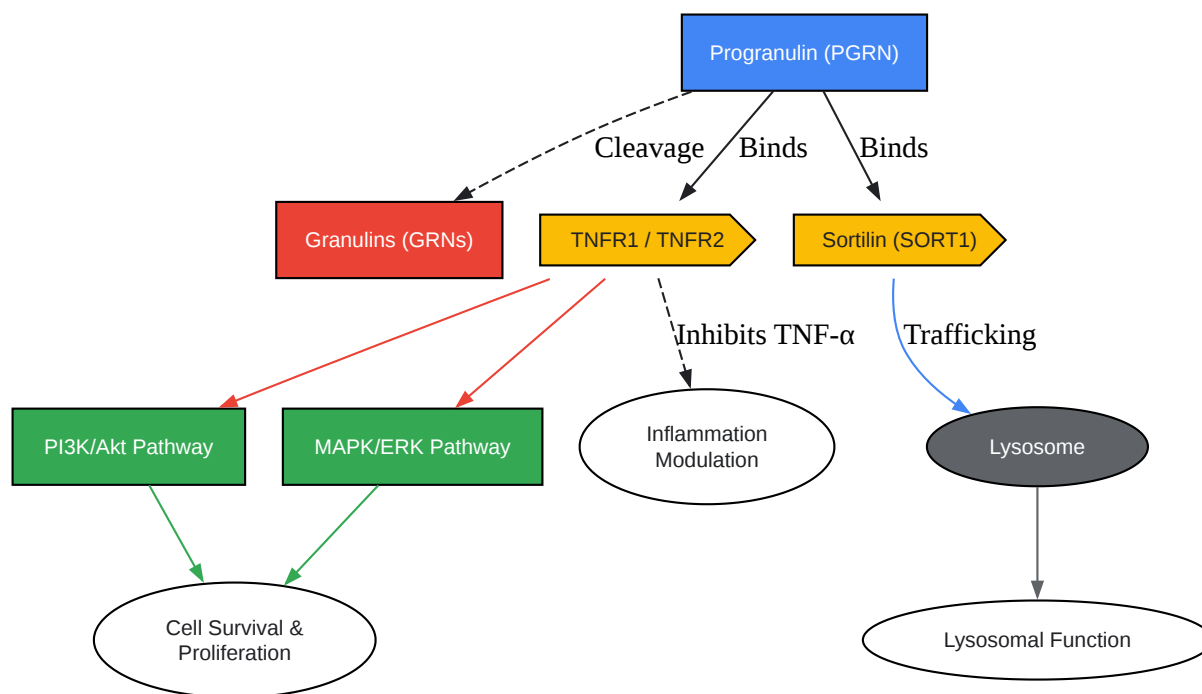 Progranulin (PGRN)
Cleavage
Binds
Binds
Granulins (GRNs)
TNFR1 / TNFR2
Sortilin (SORT1)
Inhibits TNF-α
Trafficking
PI3K/Akt Pathway
MAPK/ERK Pathway
Inflammation
Modulation
Lysosome
Cell Survival &
Proliferation
Lysosomal Function